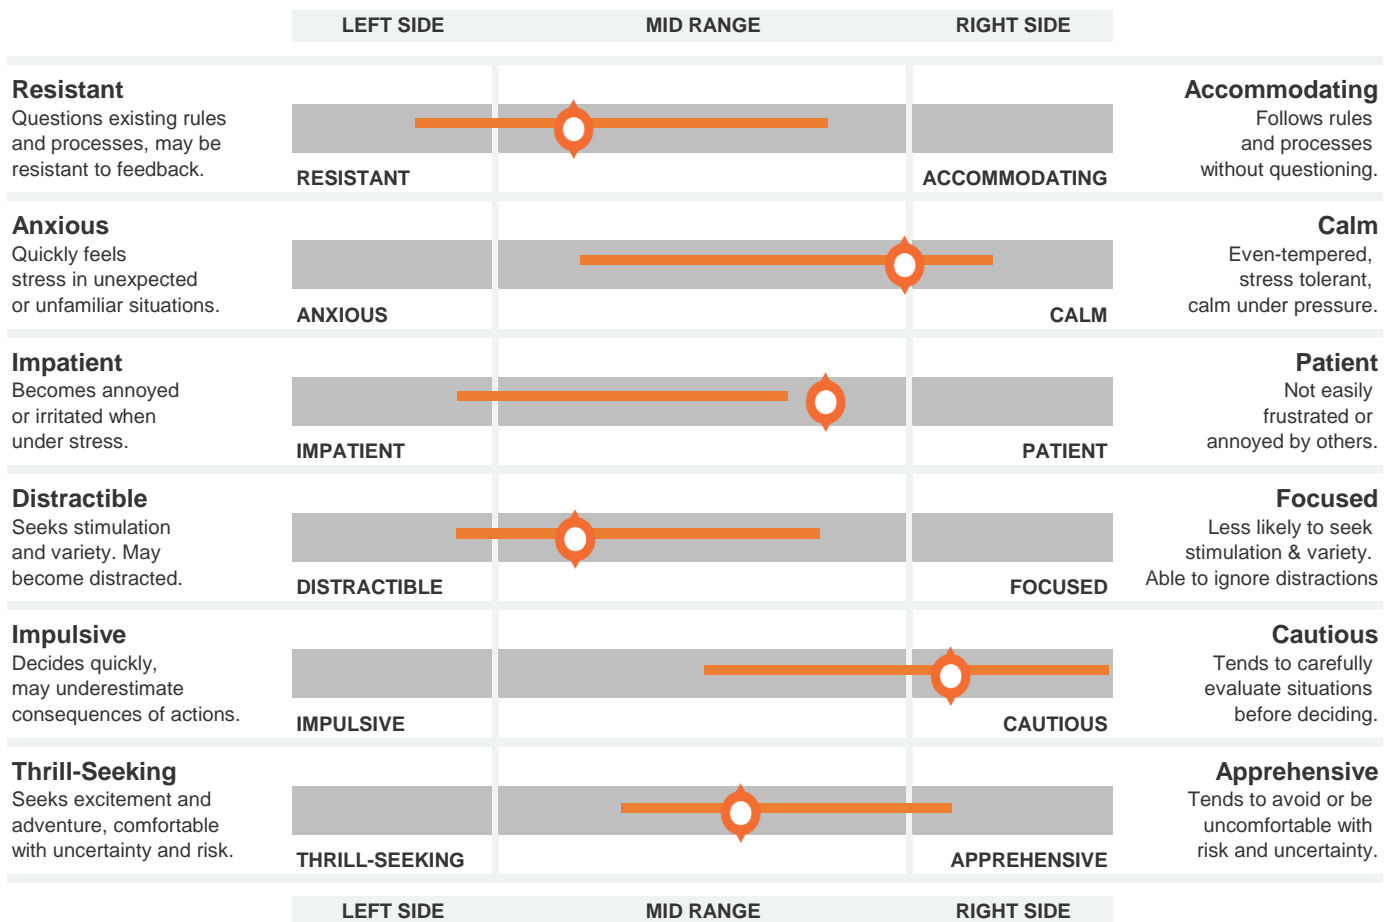 LEFT SIDE MID RANGE RIGHT SIDE
Resistant
Questions existing rules
and processes, may be
resistant to feedback.
RESISTANT ACCOMMODATING
Accommodating
Follows rules
and processes
without questioning.
Anxious
Quickly feels
stress in unexpected
or unfamiliar situations.
ANXIOUS CALM
Calm
Even-tempered,
stress tolerant,
calm under pressure.
Impatient
Becomes annoyed
or irritated when
under stress.
IMPATIENT PATIENT
Patient
Not easily
frustrated or
annoyed by others.
Distractible
Seeks stimulation
and variety. May
become distracted.
DISTRACTIBLE FOCUSED
Focused
Less likely to seek
stimulation & variety.
Able to ignore distractions
Impulsive
Decides quickly,
may underestimate
consequences of actions.
IMPULSIVE CAUTIOUS
Cautious
Tends to carefully
evaluate situations
before deciding.
Thrill-Seeking
Seeks excitement and
adventure, comfortable
with uncertainty and risk.
THRILL-SEEKING APPREHENSIVE
Apprehensive
Tends to avoid or be
uncomfortable with
risk and uncertainty.
LEFT SIDE MID RANGE RIGHT SIDE